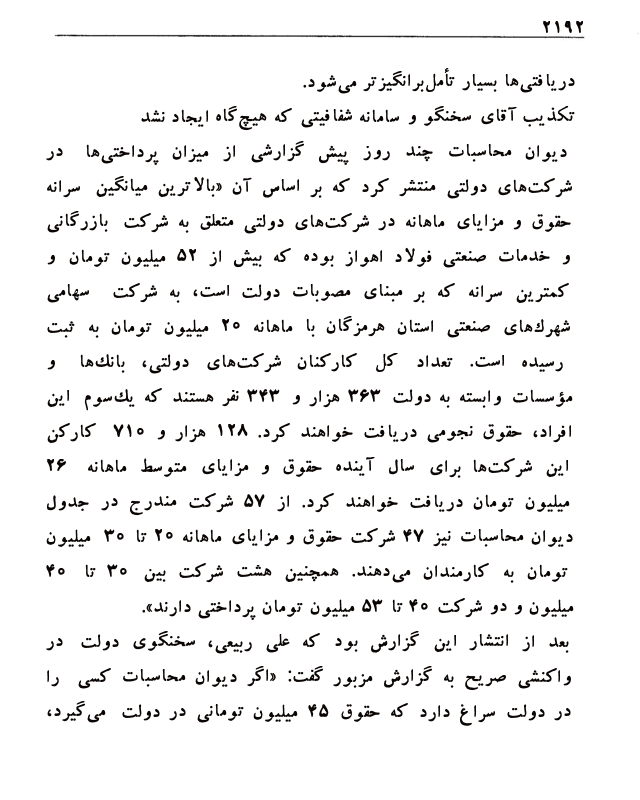 ۲۱۹۲
دریافتی‌ها بسیار تأمل‌برانگیزتر می‌شود.
تکذیب آقای سخنگو و سامانه شفافیتی که هیچ‌گاه ایجاد نشد
دیوان محاسبات چند روز پیش گزارشی از میزان پرداختی‌ها در
شرکت‌های دولتی منتشر کرد که بر اساس آن «بالاترین میانگین سرانه
حقوق و مزایای ماهانه در شرکت‌های دولتی متعلق به شرکت بازرگانی
و خدمات صنعتی فولاد اهواز بوده که بیش از ۵۲ میلیون تومان و
کمترین سرانه که بر مبنای مصوبات دولت است، به شرکت سهامی
شهرك‌های صنعتی استان هرمزگان با ماهانه ۲۰ میلیون تومان به ثبت
رسیده است. تعداد کل کارکنان شرکت‌های دولتی، بانك‌ها و
مؤسسات وابسته به دولت ۳۶۳ هزار و ۳۴۳ نفر هستند که یك‌سوم این
افراد، حقوق نجومی دریافت خواهند کرد. ۱۲۸ هزار و ۷۱۰ کارکن
این شرکت‌ها برای سال آینده حقوق و مزایای متوسط ماهانه ۲۶
میلیون تومان دریافت خواهند کرد. از ۵۷ شرکت مندرج در جدول
دیوان محاسبات نیز ۴۷ شرکت حقوق و مزایای ماهانه ۲۰ تا ۳۰ میلیون
تومان به کارمندان می‌دهند. همچنین هشت شرکت بین ۳۰ تا ۴۰
میلیون و دو شرکت ۴۰ تا ۵۳ میلیون تومان پرداختی دارند».
بعد از انتشار این گزارش بود که علی ربیعی، سخنگوی دولت در
واکنشی صریح به گزارش مزبور گفت: «اگر دیوان محاسبات کسی را
در دولت سراغ دارد که حقوق ۴۵ میلیون تومانی در دولت می‌گیرد،